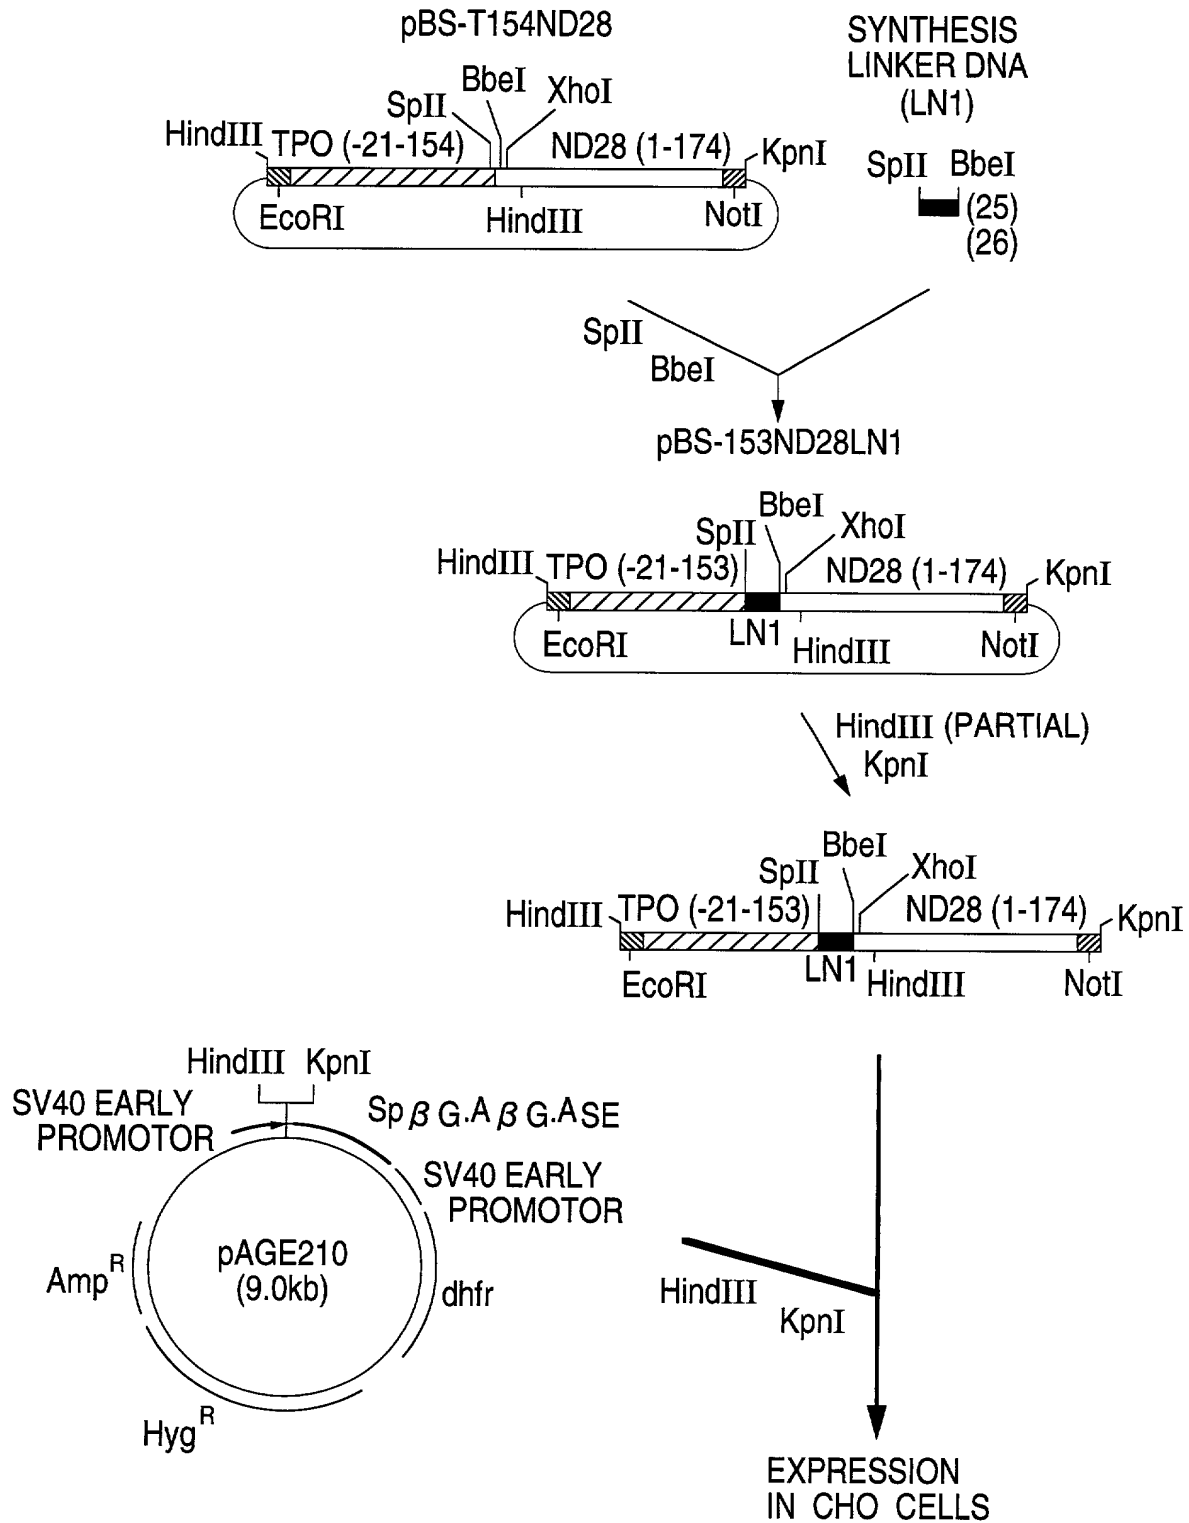 pBS-T154ND28
SYNTHESIS
LINKER DNA
(LN1)
BbeI
XhoI
SpII
HindIII
TPO (-21-154)
ND28 (1-174)
KpnI
EcoRI
HindIII
NotI
SpII
BbeI
(25)
(26)
SpII
BbeI
pBS-153ND28LN1
BbeI
SpII
XhoI
HindIII
TPO (-21-153)
ND28 (1-174)
KpnI
EcoRI
LN1
HindIII
NotI
HindIII (PARTIAL)
KpnI
BbeI
SpII
XhoI
HindIII
TPO (-21-153)
ND28 (1-174)
KpnI
EcoRI
LN1
HindIII
NotI
HindIII KpnI
SV40 EARLY
PROMOTOR
Sp β G.A β G.ASE
SV40 EARLY
PROMOTOR
pAGE210
(9.0kb)
Amp R
dhfr
Hyg R
HindIII
KpnI
EXPRESSION
IN CHO CELLS